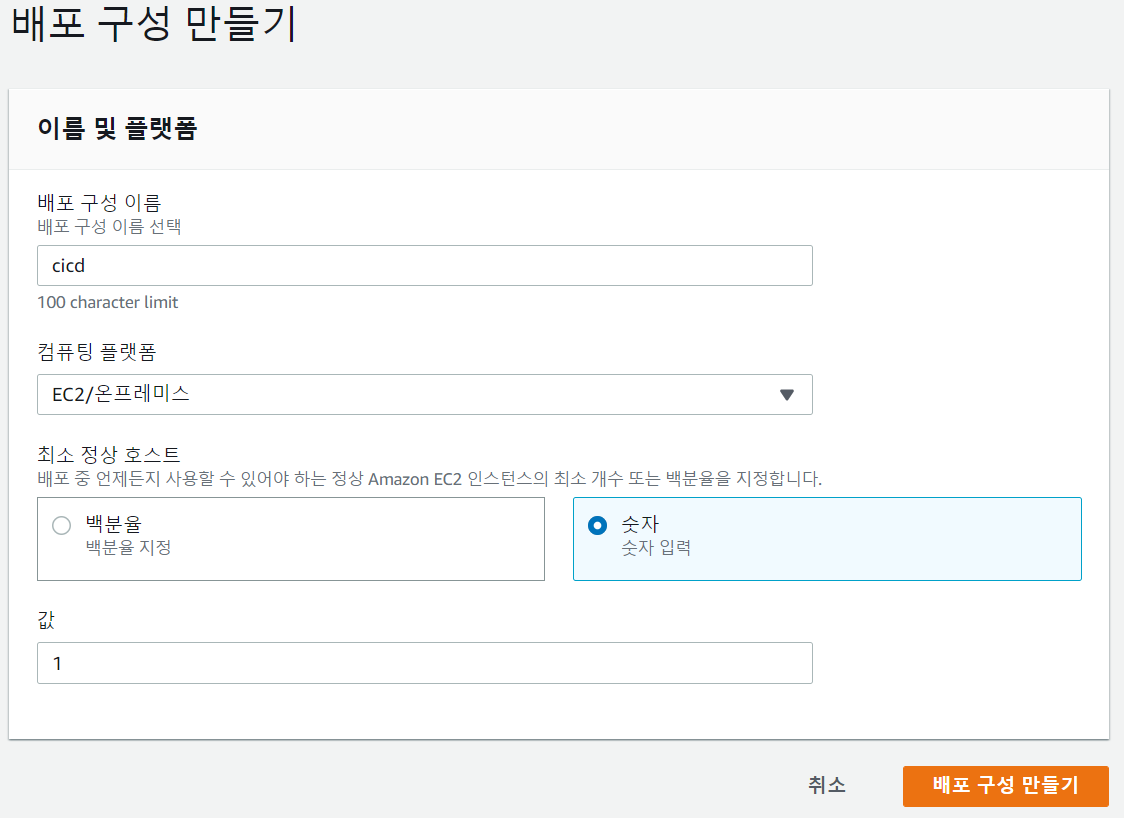 배포 구성 만들기
이름 및 플랫폼
배포 구성 이름
배포 구성 이름 선택
cicd
100 character limit
컴퓨팅 플랫폼
EC2/온프레미스
최소 정상 호스트
배포 중 언제든지 사용할 수 있어야 하는 정상 Amazon EC2 인스턴스의 최소 개수 또는 백분율을 지정합니다.
백분율
백분율 지정
숫자
숫자 입력
값
1
취소
배포 구성 만들기